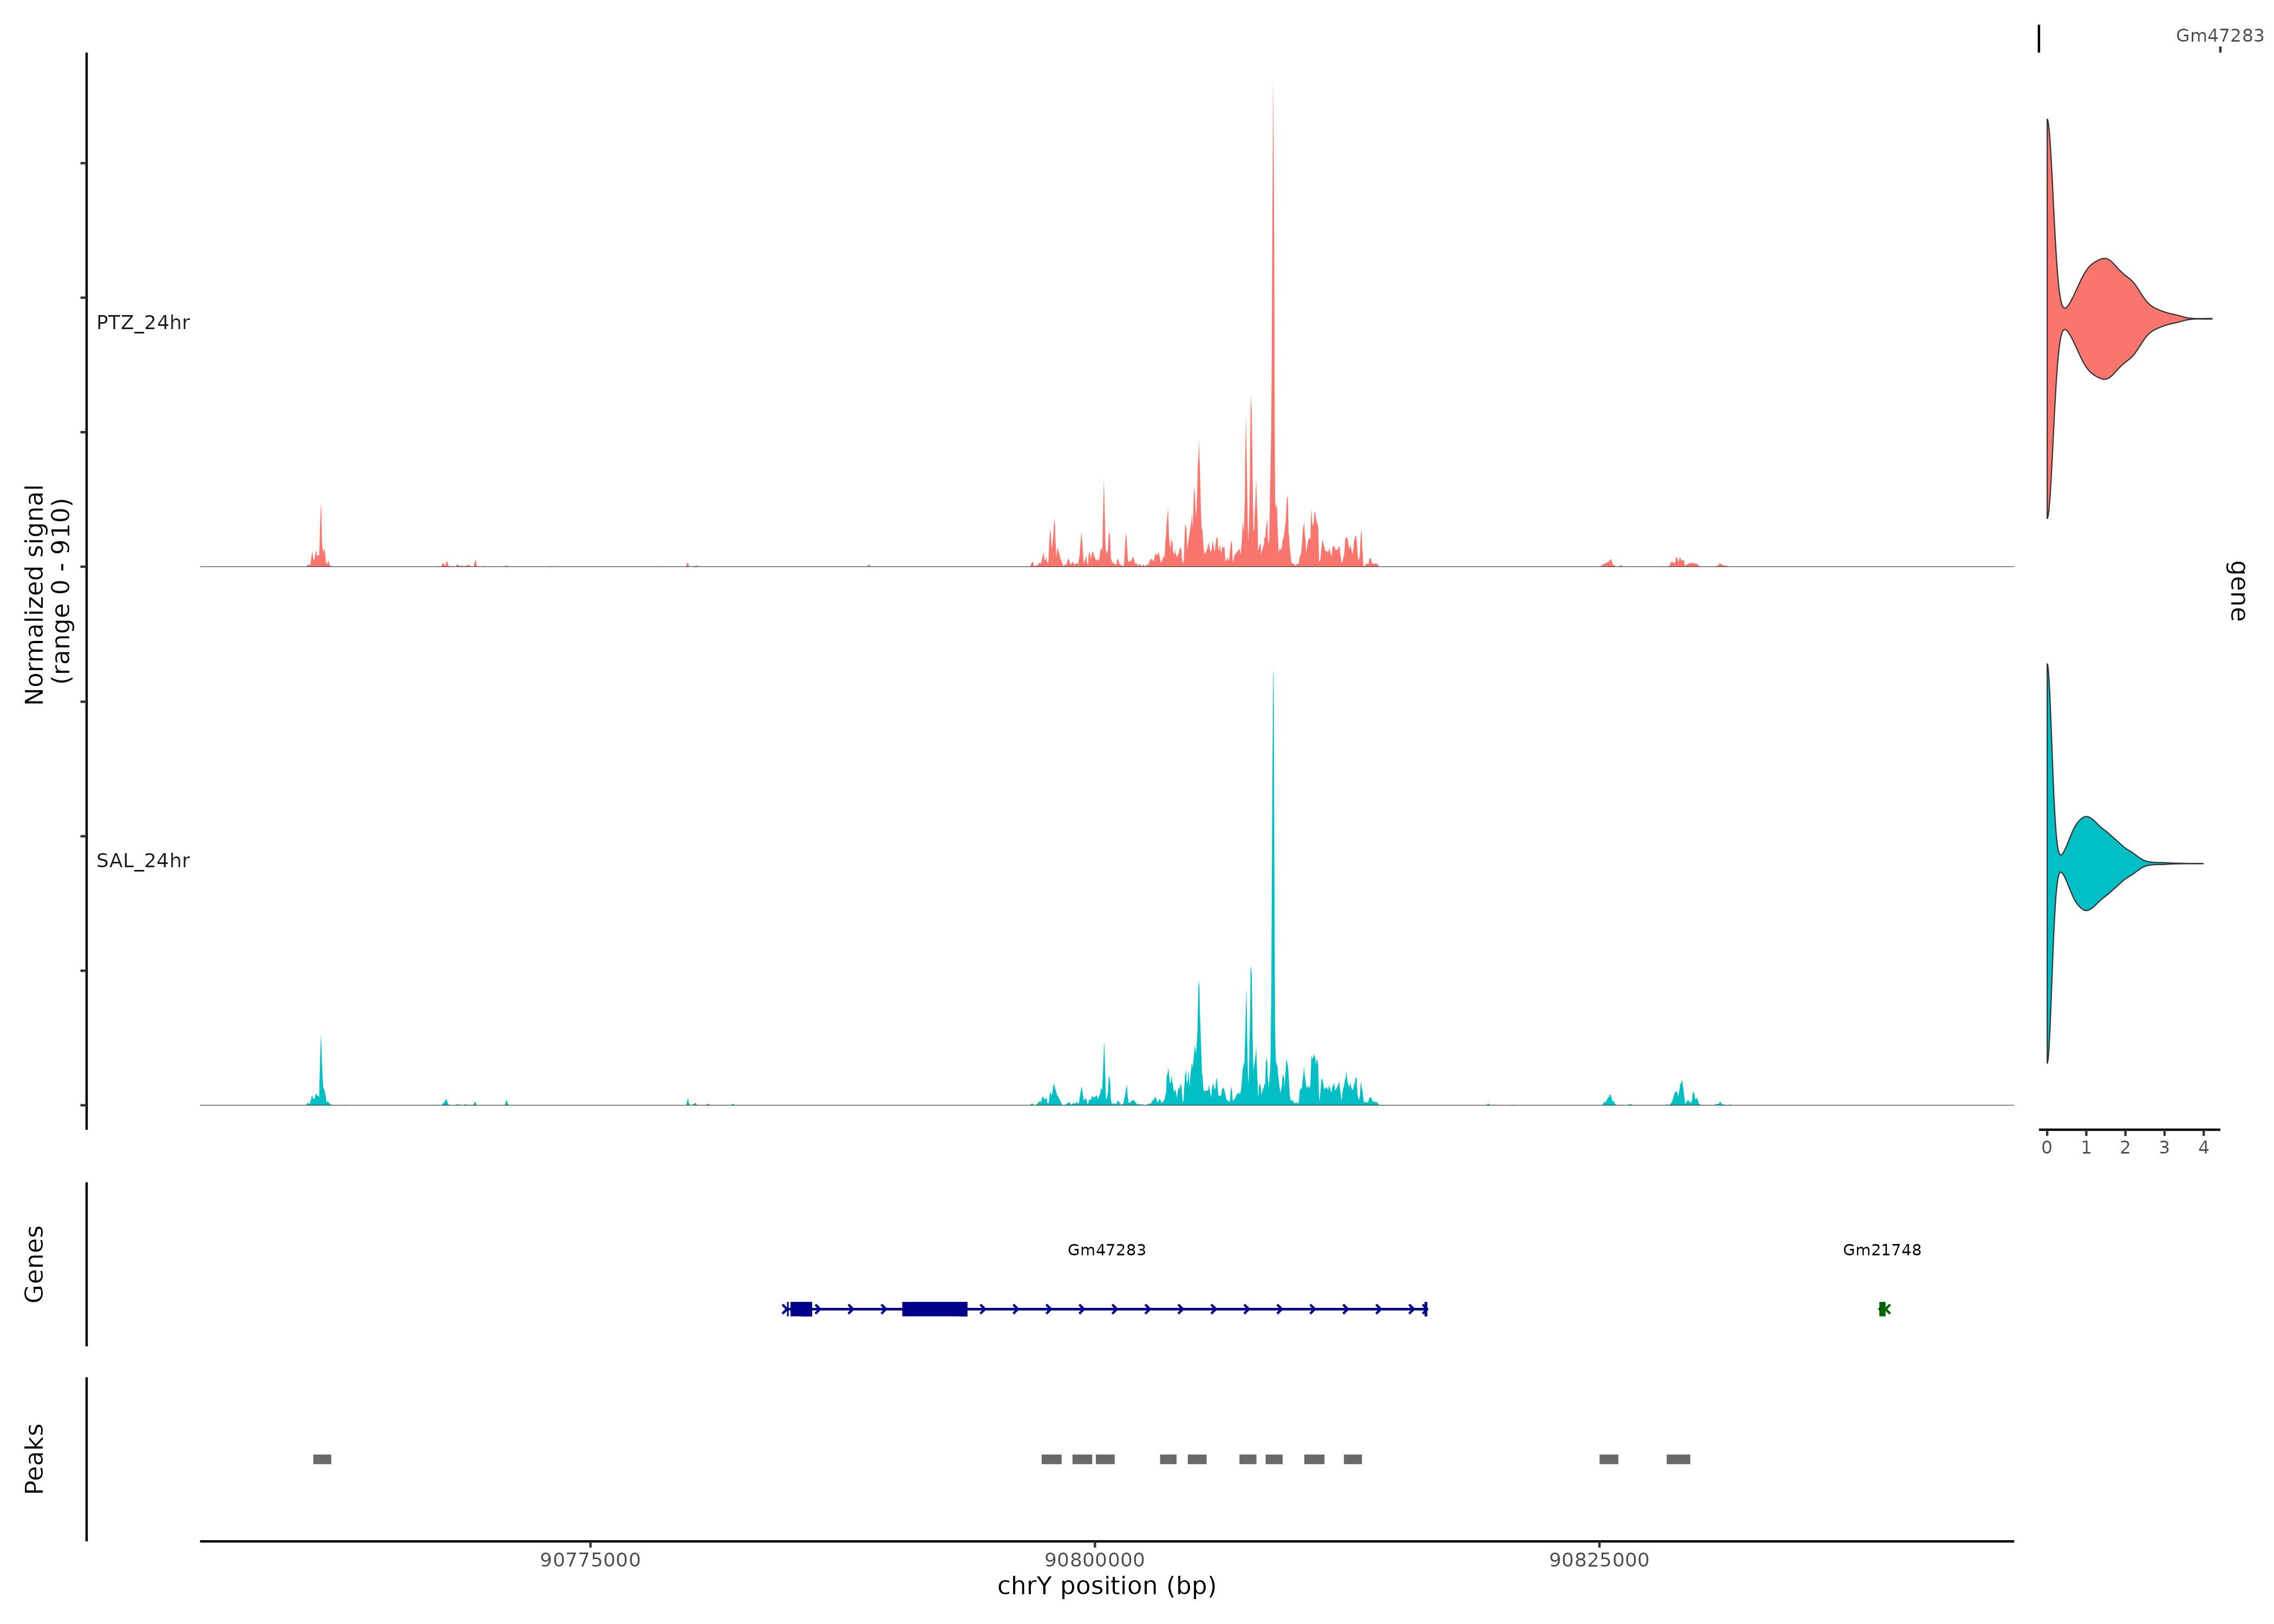 Gm47283
Normalized signal
(range 0 - 910)
PTZ_24hr
SAL_24hr
gene
0 1 2 3 4
Genes
Gm47283 Gm21748
Peaks
90775000 90800000 90825000
chrY position (bp)